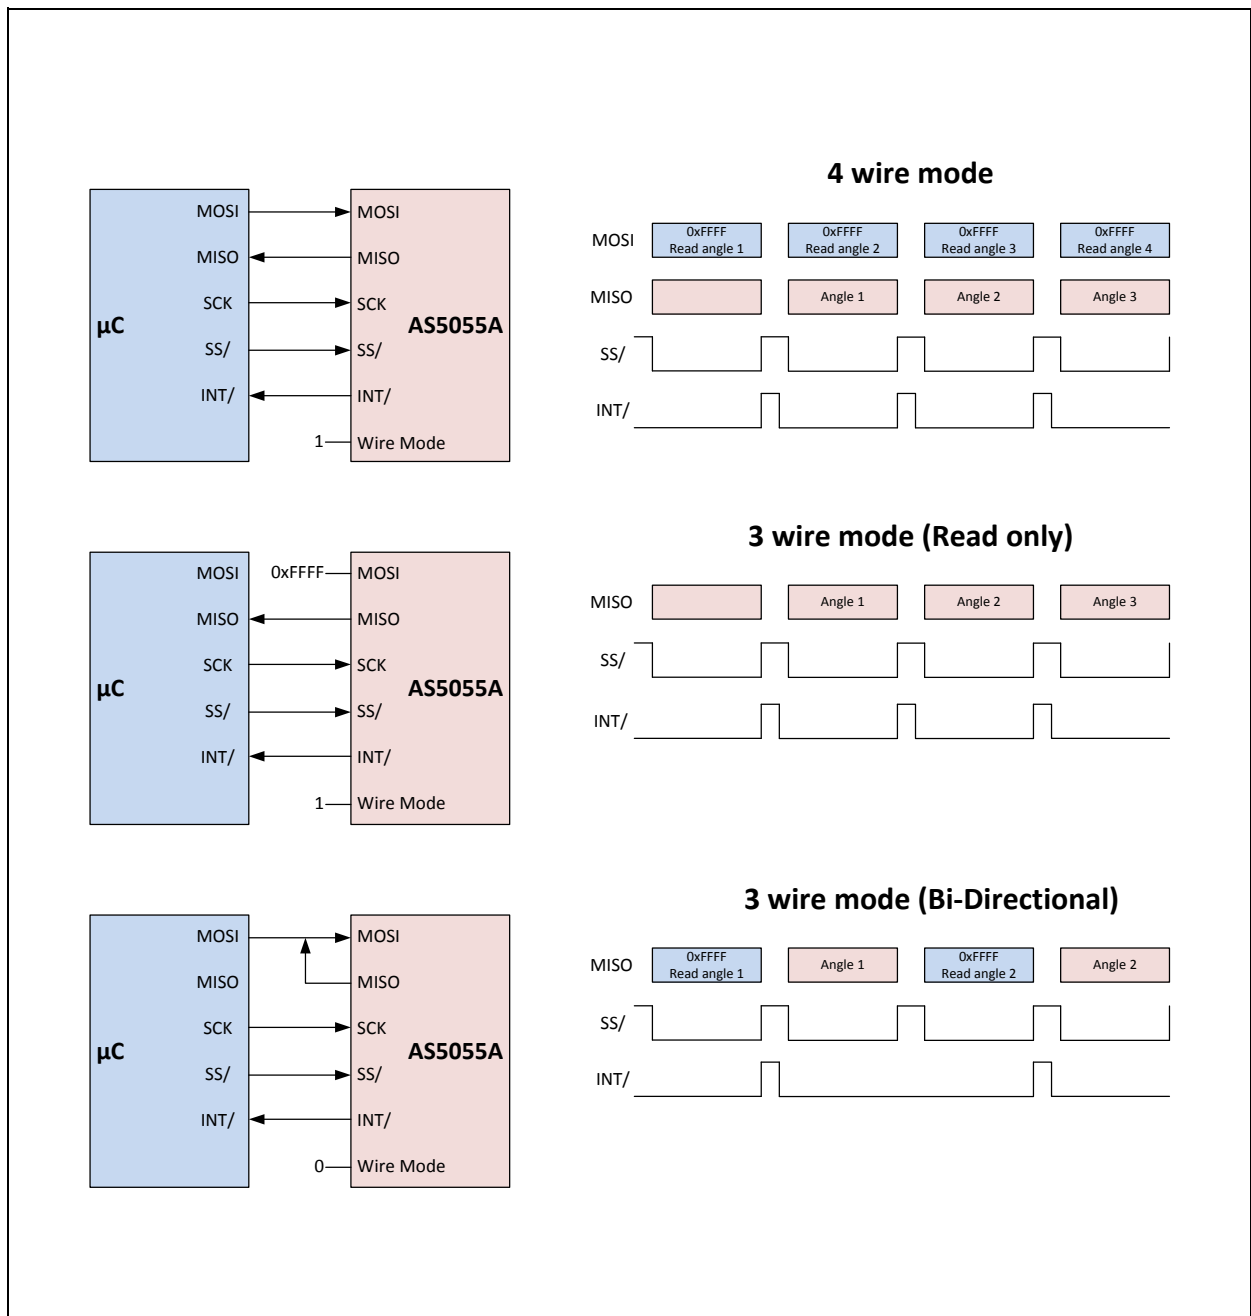 4 wire mode
MOSI MOSI
MISO MISO
SCK SCK
µC AS5055A
SS/ SS/
INT/ INT/
1 Wire Mode
MOSI 0xFFFF 0xFFFF 0xFFFF 0xFFFF
Read angle 1 Read angle 2 Read angle 3 Read angle 4
MISO Angle 1 Angle 2 Angle 3
SS/
INT/
3 wire mode (Read only)
MOSI 0xFFFF MOSI
MISO MISO
SCK SCK
µC AS5055A
SS/ SS/
INT/ INT/
1 Wire Mode
MISO Angle 1 Angle 2 Angle 3
SS/
INT/
3 wire mode (Bi-Directional)
MOSI MOSI
MISO MISO
SCK SCK
µC AS5055A
SS/ SS/
INT/ INT/
0 Wire Mode
MISO 0xFFFF Angle 1 0xFFFF Angle 2
Read angle 1 Read angle 2
SS/
INT/